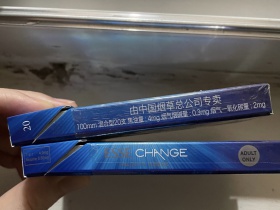 20
由中国烟草总公司专卖
100mm 混合型20支 焦油量：4mg 烟气烟碱量：0.3mg 烟气一氧化碳量：2mg
CHANGE
ADULT
ONLY